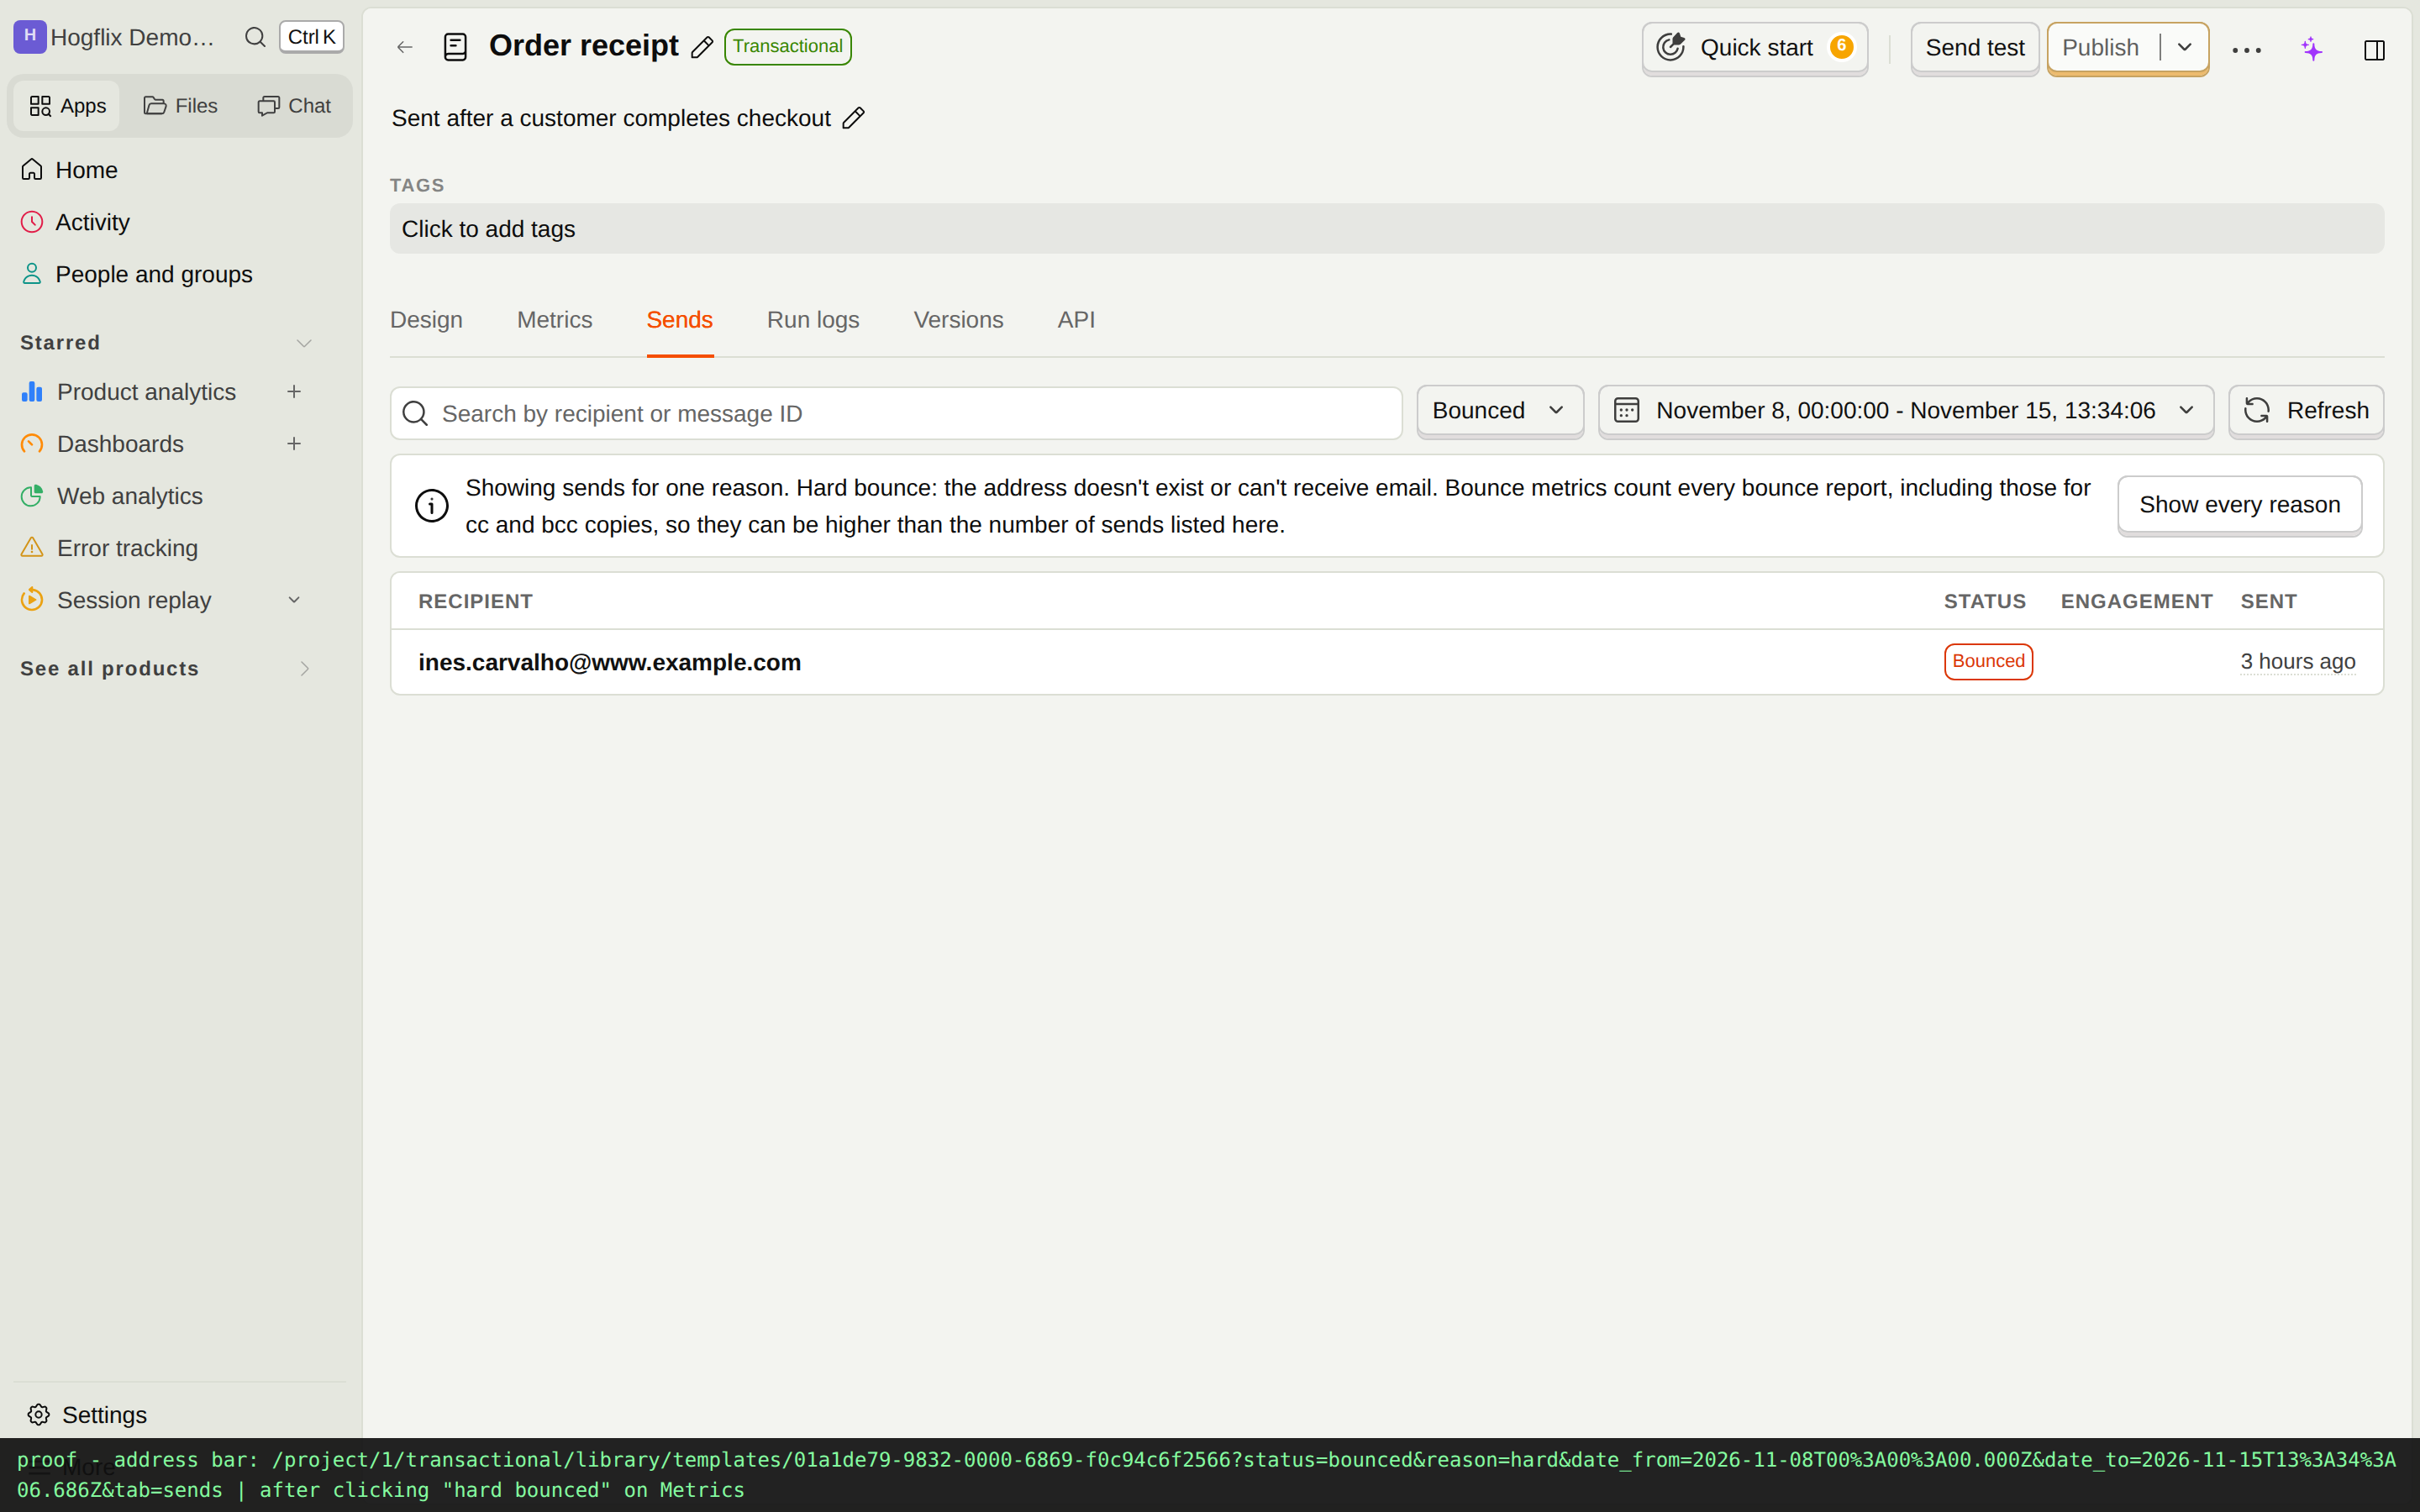 H Hogflix Demo… Ctrl K
Apps Files Chat
Home
Activity
People and groups
Starred
Product analytics
Dashboards
Web analytics
Error tracking
Session replay
See all products
Settings
More
Order receipt Transactional
Quick start 6 Send test Publish
Sent after a customer completes checkout
TAGS
Click to add tags
Design Metrics Sends Run logs Versions API
Search by recipient or message ID Bounced November 8, 00:00:00 - November 15, 13:34:06 Refresh
Showing sends for one reason. Hard bounce: the address doesn't exist or can't receive email. Bounce metrics count every bounce report, including those for
cc and bcc copies, so they can be higher than the number of sends listed here.
Show every reason
RECIPIENT STATUS ENGAGEMENT SENT
ines.carvalho@www.example.com Bounced 3 hours ago
proof - address bar: /project/1/transactional/library/templates/01a1de79-9832-0000-6869-f0c94c6f2566?status=bounced&reason=hard&date_from=2026-11-08T00%3A00%3A00.000Z&date_to=2026-11-15T13%3A34%3A
06.686Z&tab=sends | after clicking "hard bounced" on Metrics